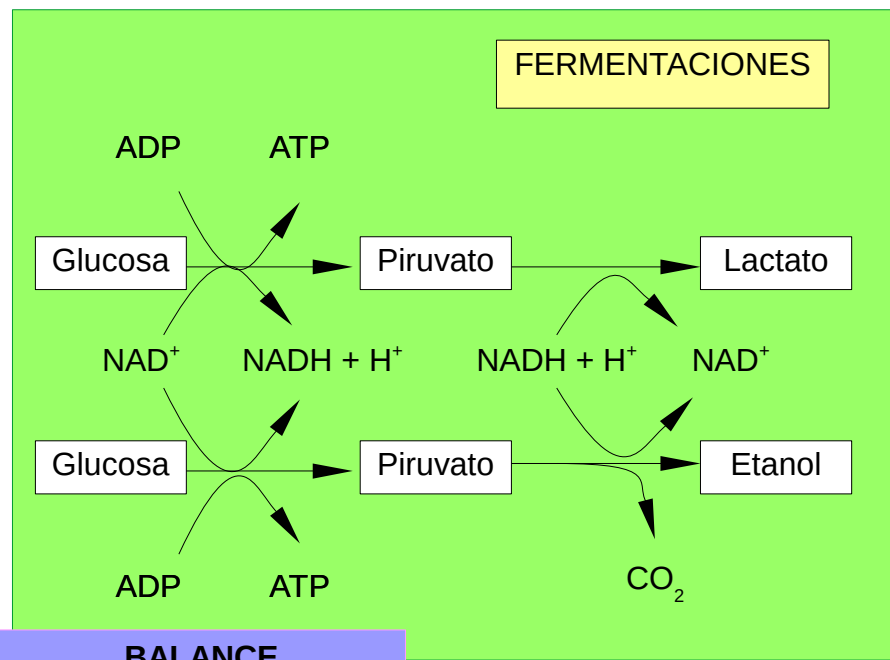 FERMENTACIONES
ADP ATP
Glucosa Piruvato Lactato
NAD⁺ NADH + H⁺ NADH + H⁺ NAD⁺
Glucosa Piruvato Etanol
ADP ATP CO₂
BALANCE